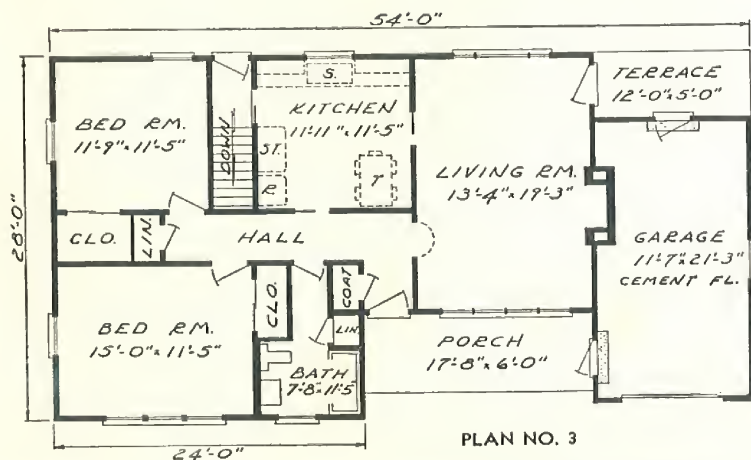 54'-0"
TERRACE
12'-0"x5'-0"
S.
KITCHEN
11'-11"x11'-5"
BED RM.
11'-9"x11'-5"
DOWN
ST.
R.
T
LIVING RM.
13'-4"x19'-3"
28'-0"
CLO.
LIN.
HALL
GARAGE
11'-7"x21'-3"
CEMENT FL.
CLO.
COAT
BED RM.
15'-0"x11'-5"
LIN.
PORCH
17'-8"x6'-0"
BATH
7'-8"x11'-5
24'-0"
PLAN NO. 3